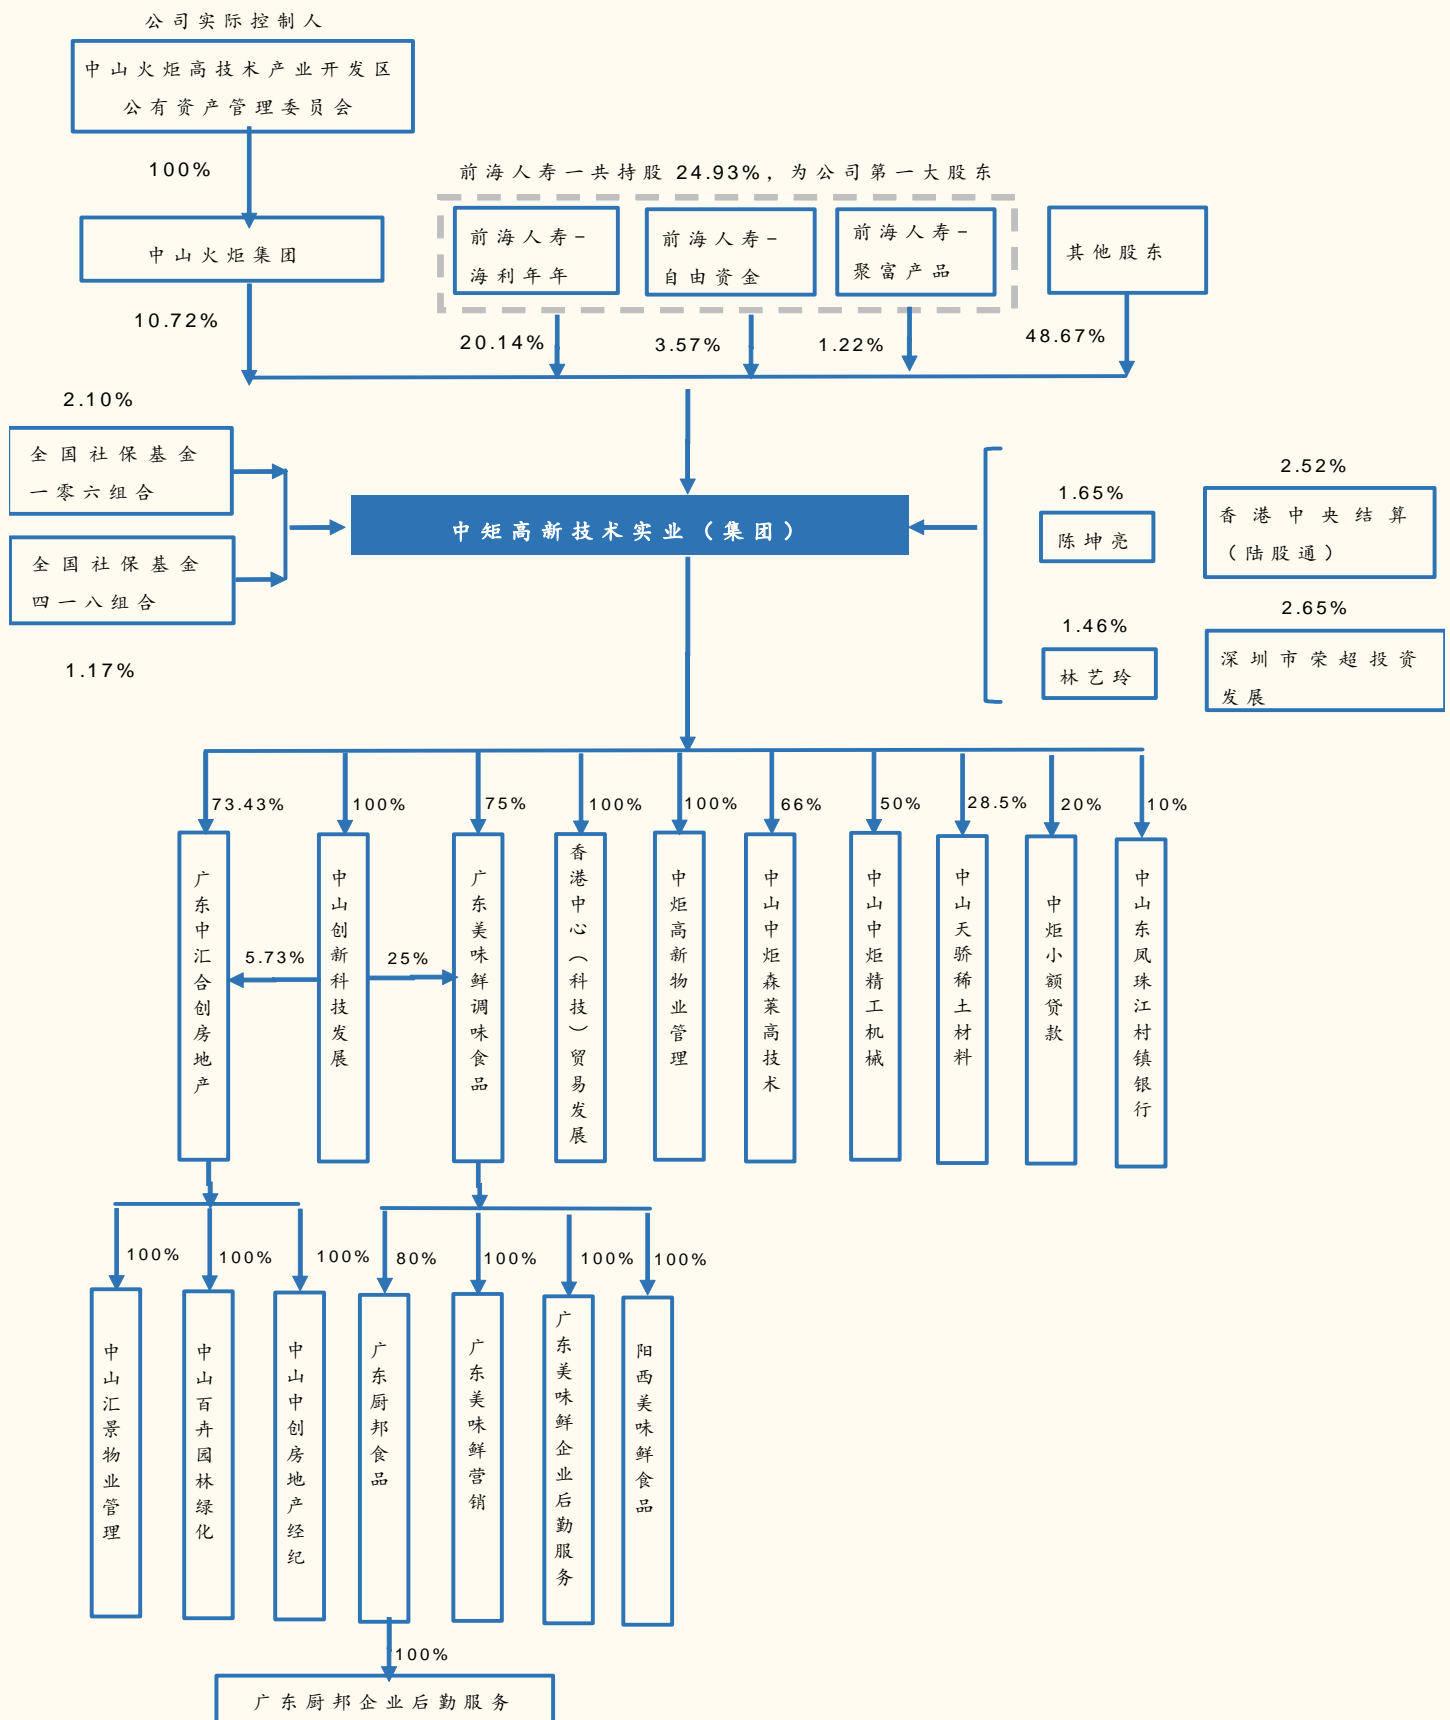 公司实际控制人
中山火炬高技术产业开发区
公有资产管理委员会
100%
前海人寿一共持股 24.93%，为公司第一大股东
中山火炬集团
前海人寿-
海利年年
前海人寿-
自由资金
前海人寿-
聚富产品
其他股东
10.72%
20.14%
3.57%
1.22%
48.67%
2.10%
全国社保基金
一零六组合
全国社保基金
四一八组合
1.17%
中矩高新技术实业（集团）
1.65%
陈坤亮
2.52%
香港中央结算
（陆股通）
1.46%
林艺玲
2.65%
深圳市荣超投资
发展
73.43%
100%
75%
100%
100%
66%
50%
28.5%
20%
10%
广东中汇合创房地产
5.73%
中山创新科技发展
25%
广东美味鲜调味食品
香港中心（科技）贸易发展
中炬高新物业管理
中山中炬森莱高技术
中山中炬精工机械
中山天骄稀土材料
中炬小额贷款
中山东凤珠江村镇银行
100%
100%
100%
80%
100%
100%
100%
中山汇景物业管理
中山百卉园林绿化
中山中创房地产经纪
广东厨邦食品
广东美味鲜营销
广东美味鲜企业后勤服务
阳西美味鲜食品
100%
广东厨邦企业后勤服务